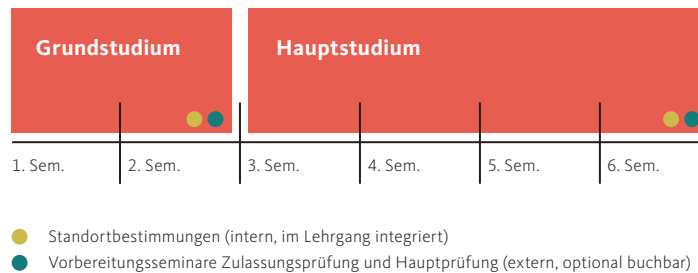 Grundstudium Hauptstudium
1. Sem. 2. Sem. 3. Sem. 4. Sem. 5. Sem. 6. Sem.
Standortbestimmungen (intern, im Lehrgang integriert)
Vorbereitungsseminare Zulassungsprüfung und Hauptprüfung (extern, optional buchbar)